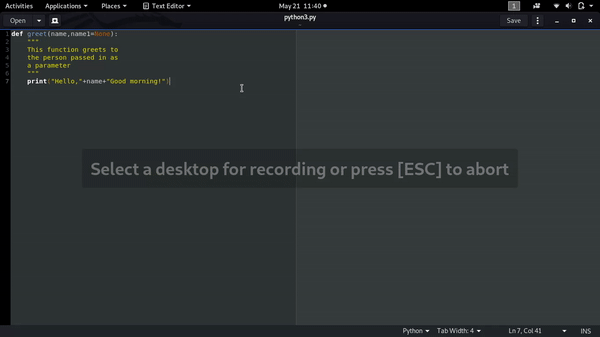 Activities Applications Places Text Editor May 21 11:40 1
Open python3.py Save
1 def greet(name,name1=None):
2 """
3 This function greets to
4 the person passed in as
5 a parameter
6 """
7 print("Hello,"+name+"Good morning!")
Select a desktop for recording or press [ESC] to abort
Python Tab Width: 4 Ln 7, Col 41 INS